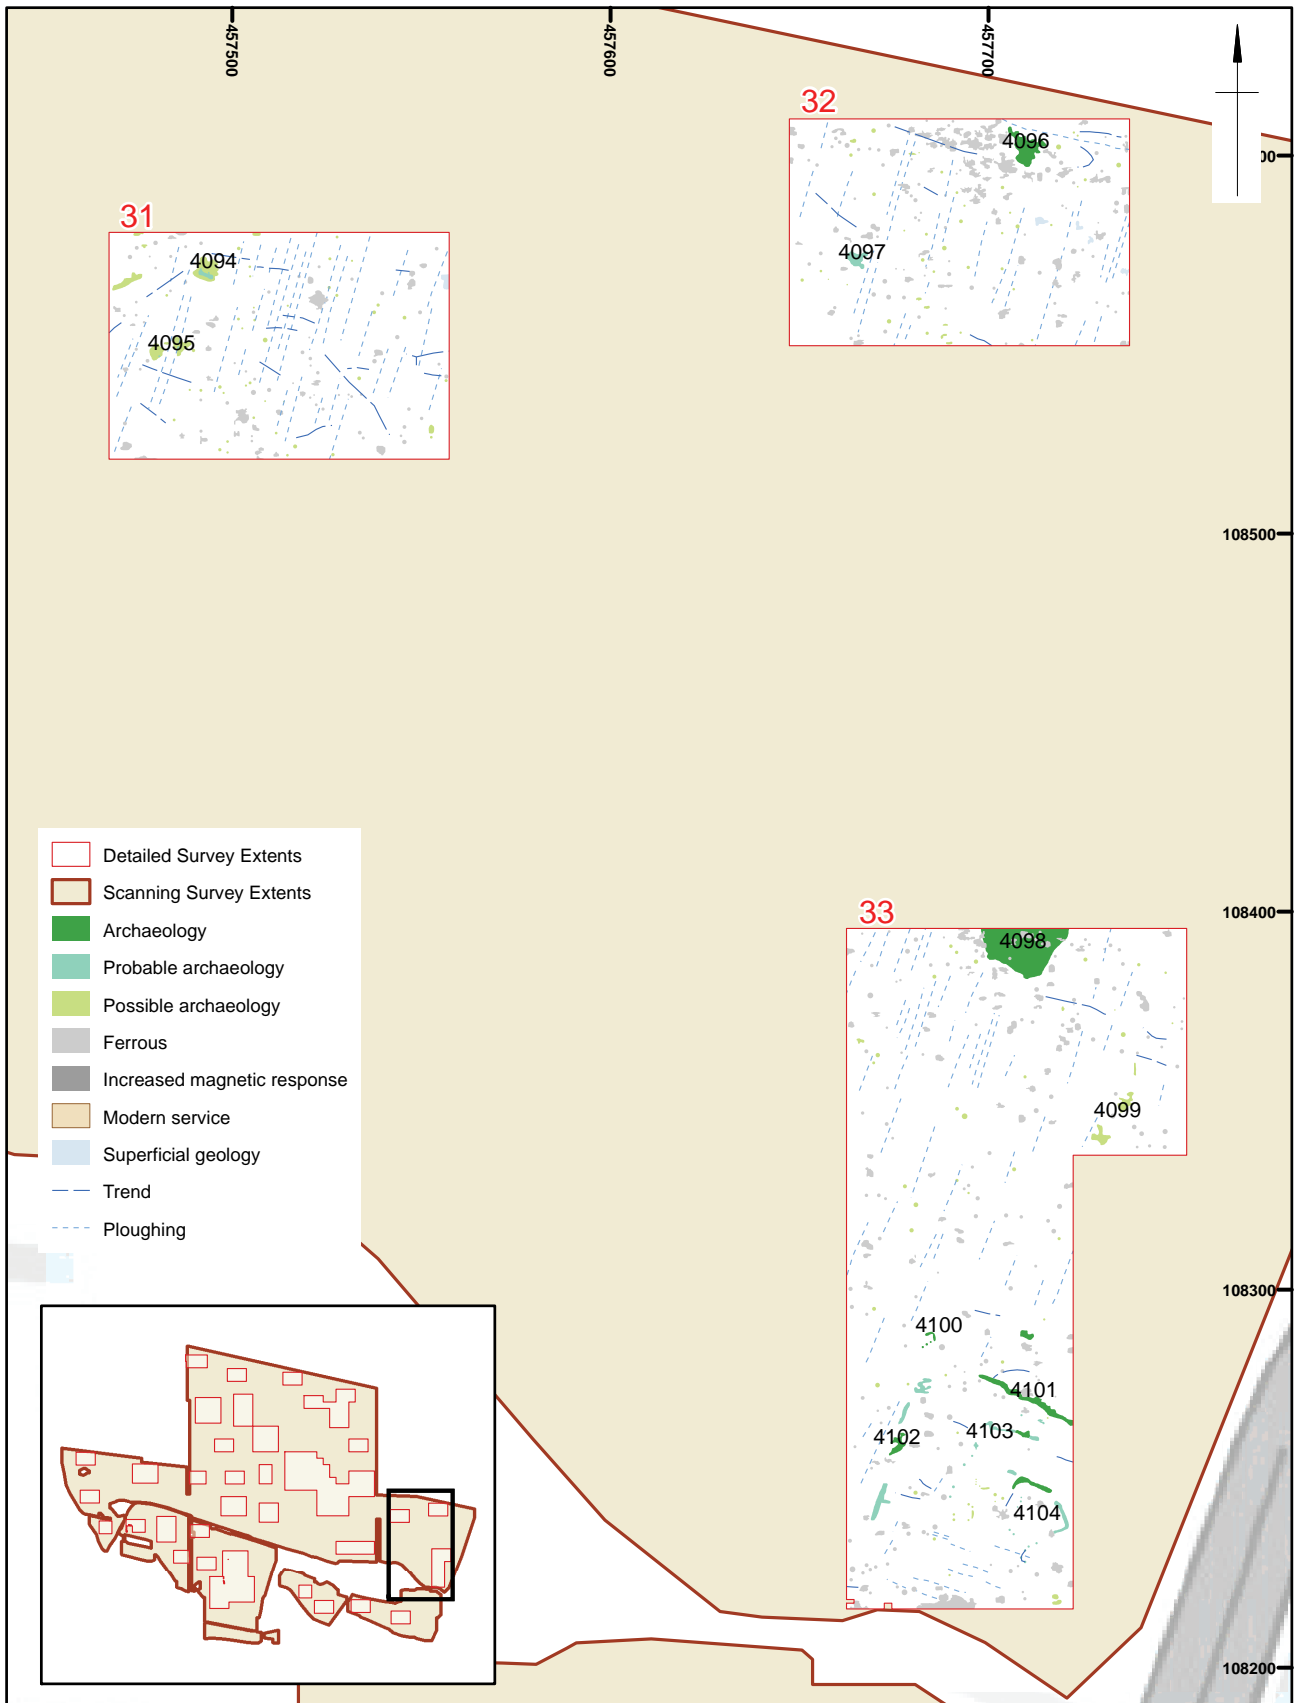 457500
457600
457700
32
4096
00
31
4097
4094
4095
108500
108400
33
4098
Detailed Survey Extents
Scanning Survey Extents
Archaeology
Probable archaeology
Possible archaeology
Ferrous
Increased magnetic response
Modern service
Superficial geology
Trend
Ploughing
4099
108300
4100
4101
4102
4103
4104
108200